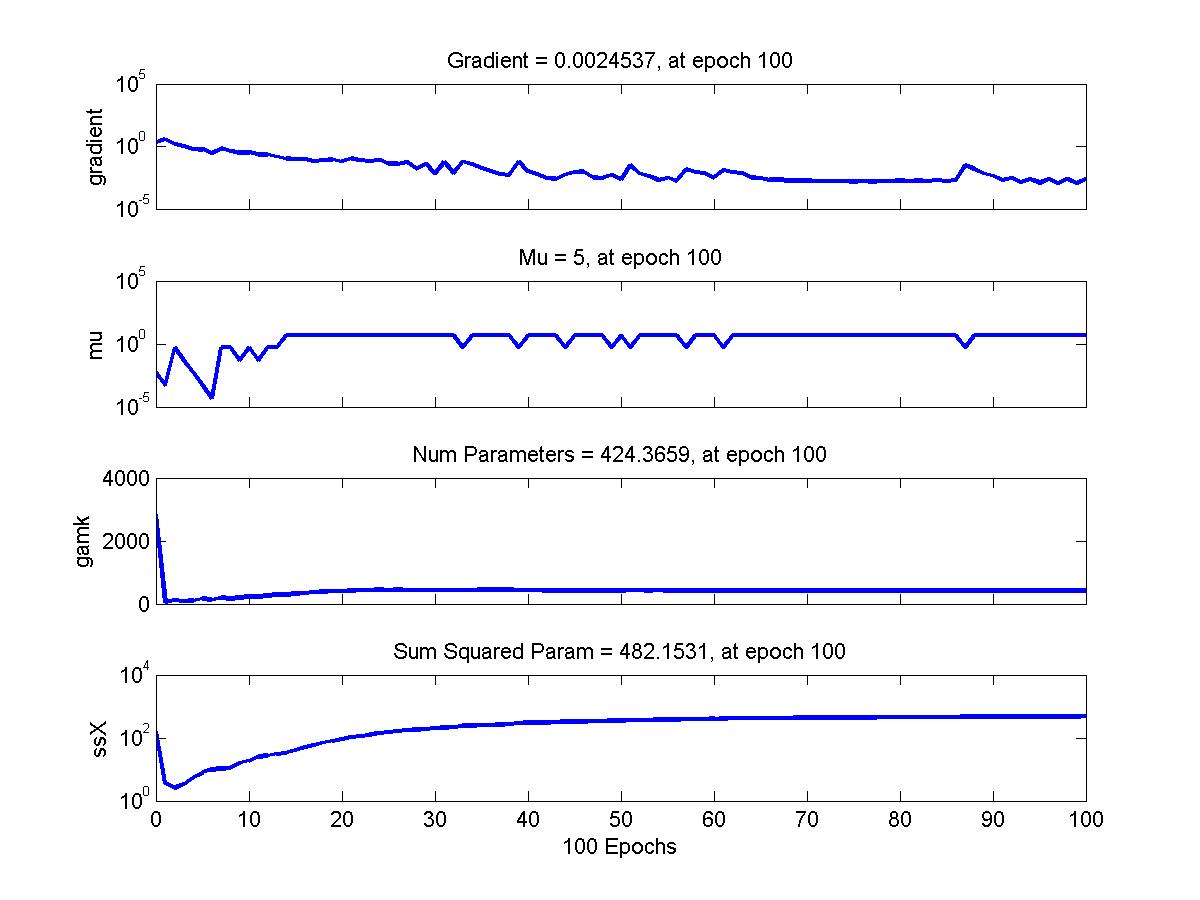 Gradient = 0.0024537, at epoch 100
10^5
10^0
10^-5
gradient
Mu = 5, at epoch 100
10^5
10^0
10^-5
mu
Num Parameters = 424.3659, at epoch 100
4000
2000
0
gamk
Sum Squared Param = 482.1531, at epoch 100
10^4
10^2
10^0
ssX
0 10 20 30 40 50 60 70 80 90 100
100 Epochs